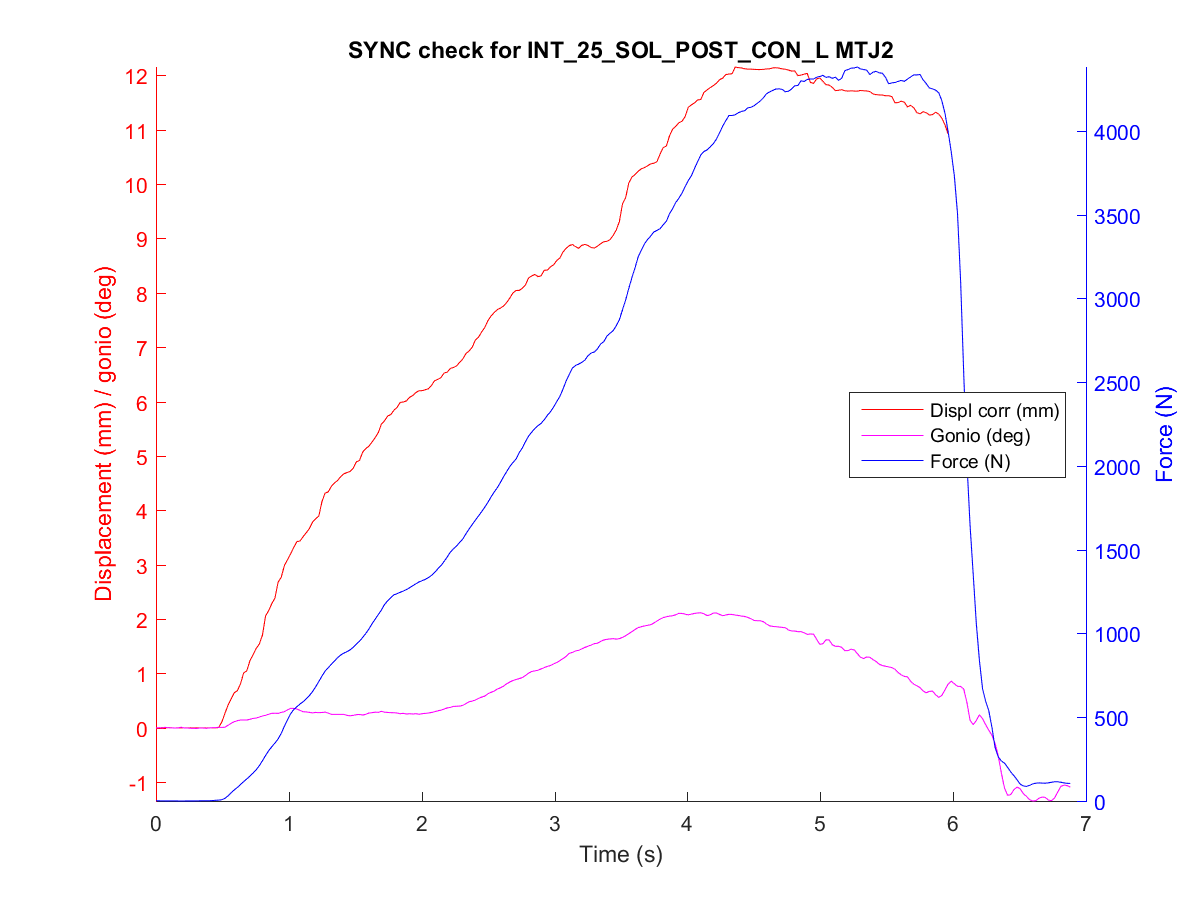 SYNC check for INT_25_SOL_POST_CON_L MTJ2
Displacement (mm) / gonio (deg)
12
11
10
9
8
7
6
5
4
3
2
1
0
-1
4000
3500
3000
2500
2000
1500
1000
500
0
Force (N)
Displ corr (mm)
Gonio (deg)
Force (N)
0 1 2 3 4 5 6 7
Time (s)